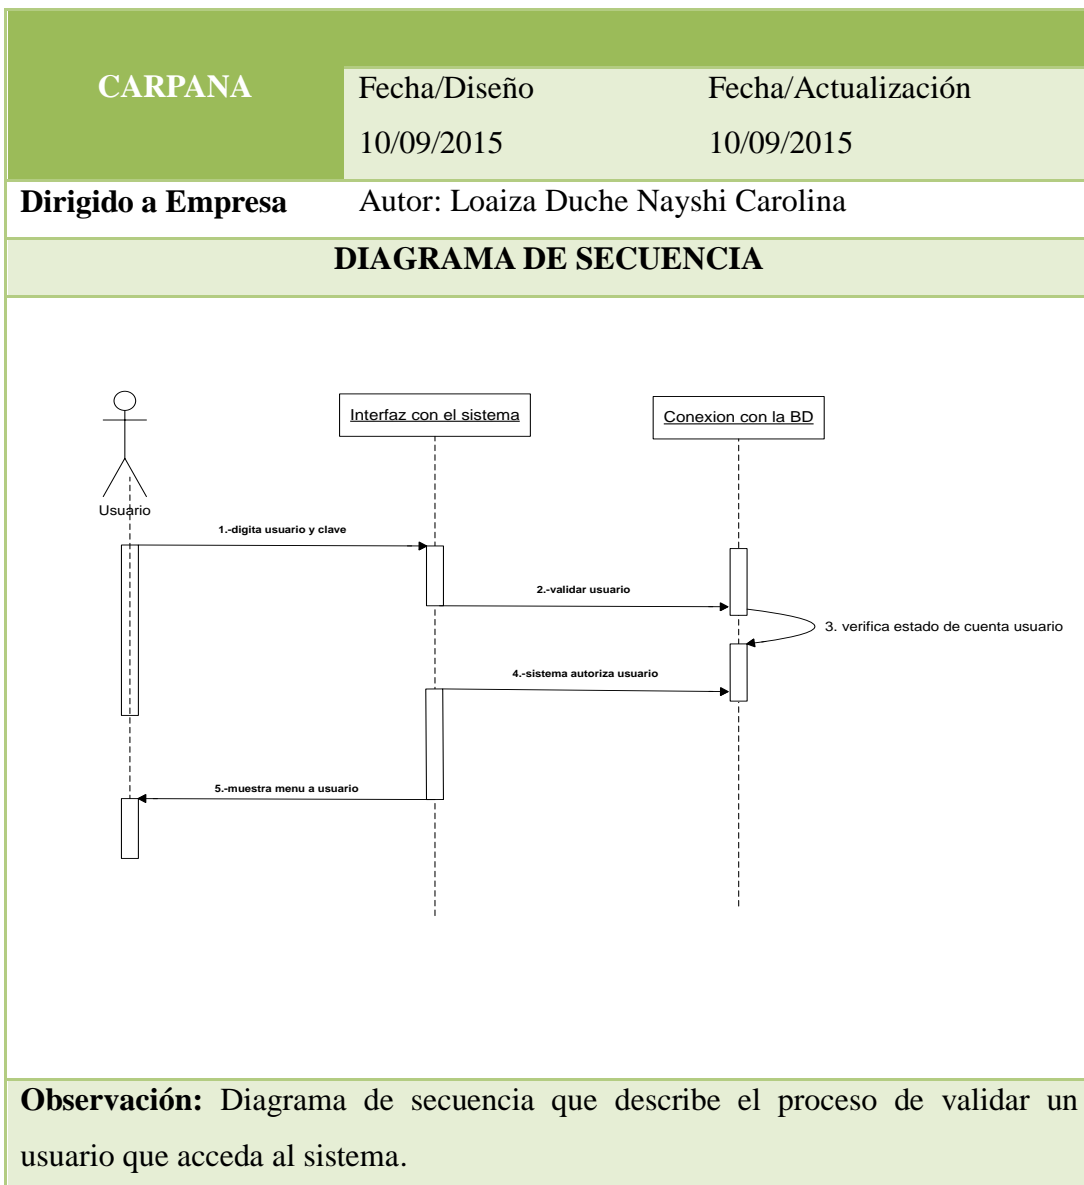 CARPANA
Fecha/Diseño
10/09/2015
Fecha/Actualización
10/09/2015
Dirigido a Empresa
Autor: Loaiza Duche Nayshi Carolina
DIAGRAMA DE SECUENCIA
Interfaz con el sistema
Conexion con la BD
Usuario
1.-digita usuario y clave
2.-validar usuario
3. verifica estado de cuenta usuario
4.-sistema autoriza usuario
5.-muestra menu a usuario
Observación: Diagrama de secuencia que describe el proceso de validar un
usuario que acceda al sistema.